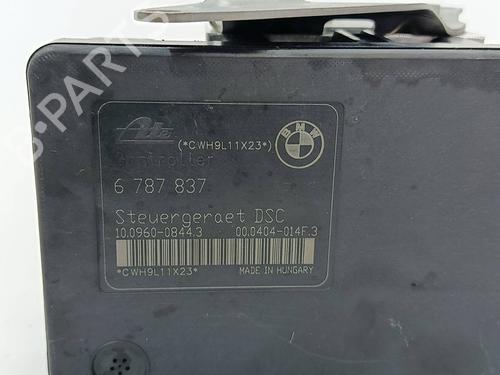 Ate
(*CWH9L11X23*)
BMW
Controller
6 787 837
Steuergeraet DSC
10.0960-0844.3 00.0404-014F.3
*CWH9L11X23*
MADE IN HUNGARY
B-PARTS